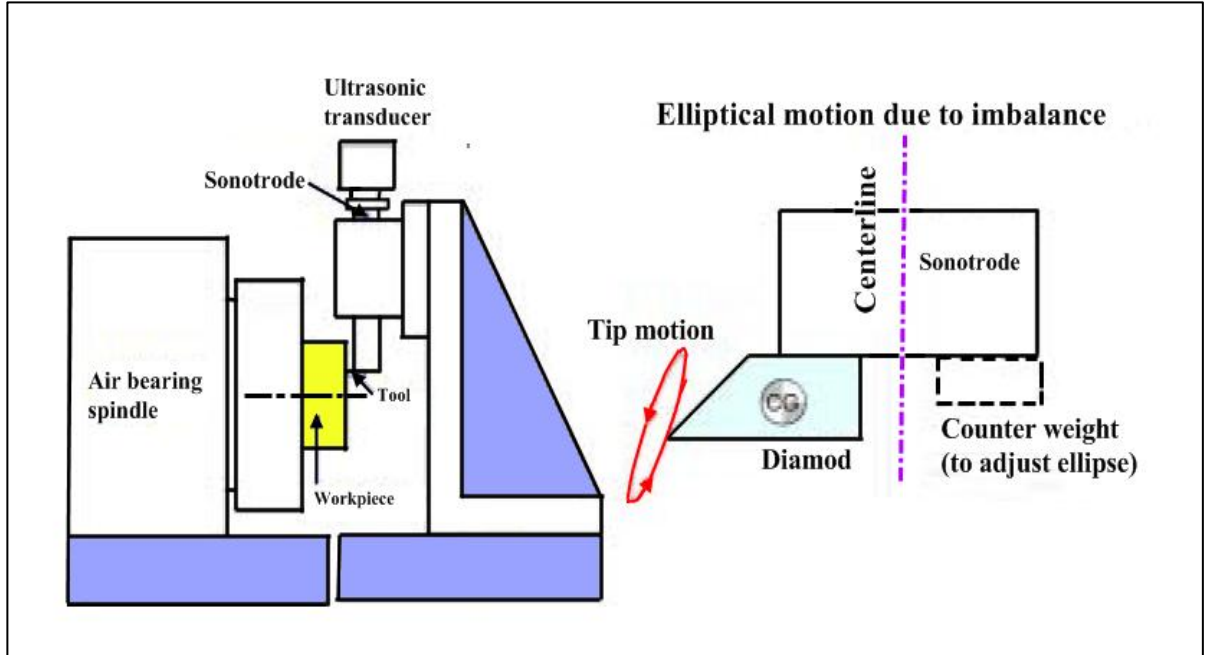 Ultrasonic
transducer
Sonotrode
Air bearing
spindle
Tool
Workpiece
Elliptical motion due to imbalance
Centerline
Sonotrode
Tip motion
CG
Diamod
Counter weight
(to adjust ellipse)